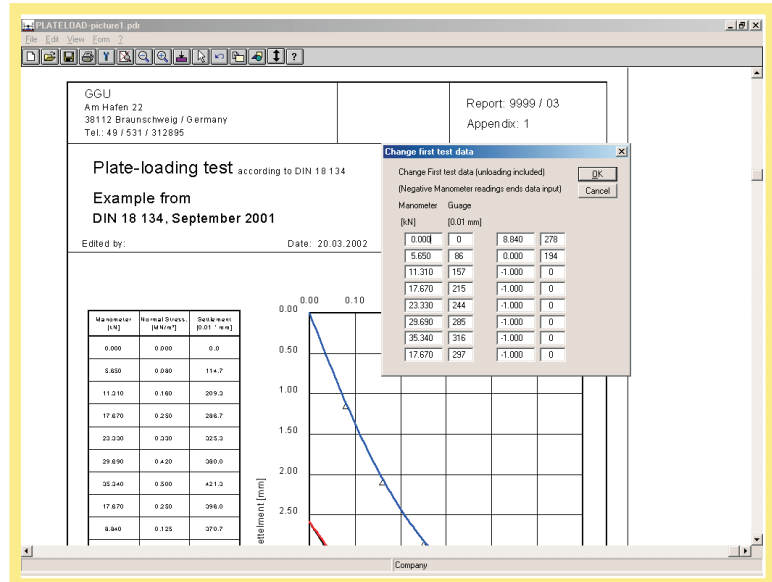 PLATELOAD-picture1.pdr
File Edit View Form ?
GGU
Am Hafen 22
38112 Braunschweig / Germany
Tel.: 49 / 531 / 312895
Report: 9999 / 03
Appendix: 1
Plate-loading test according to DIN 18 134
Example from
DIN 18 134, September 2001
Edited by:
Date: 20.03.2002
Change first test data
Change First test data (unloading included)
(Negative Manometer readings ends data input)
OK
Cancel
Manometer Guage
[kN] [0.01 mm]
0.000 0 8.840 278
5.650 86 0.000 194
11.310 157 -1.000 0
17.670 215 -1.000 0
23.330 244 -1.000 0
29.690 285 -1.000 0
35.340 316 -1.000 0
17.670 297 -1.000 0
Manometer Normal Stress. Settlement
[kN] [MN/m²] [0.01 * mm]
0.000 0.000 0.0
5.650 0.080 114.7
11.310 0.160 209.3
17.670 0.250 286.7
23.330 0.330 325.3
29.690 0.420 380.0
35.340 0.500 421.3
17.670 0.250 396.0
8.840 0.125 370.7
0.00 0.10
0.00
0.50
1.00
1.50
2.00
2.50
ettelment [mm]
Company